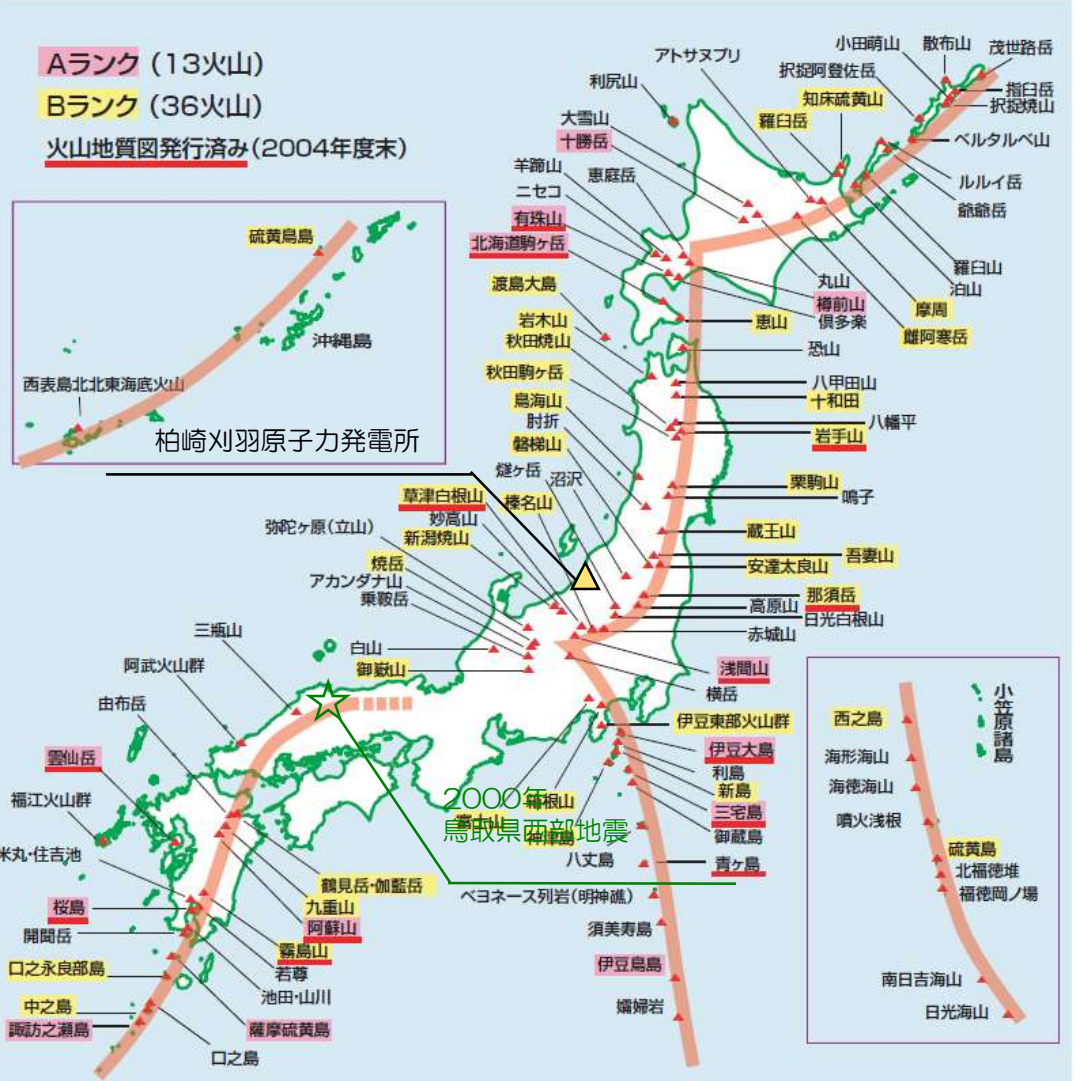 Aランク (13火山)
Bランク (36火山)
火山地質図発行済み(2004年度末)
硫黄鳥島
沖縄島
西表島北北東海底火山
柏崎刈羽原子力発電所
小田萌山
散布山
茂世路岳
アトサヌプリ
択捉阿登佐岳
指臼岳
択捉焼山
利尻山
知床硫黄山
羅臼岳
大雪山
十勝岳
ベルタルベ山
羊蹄山
恵庭岳
ニセコ
ルルイ岳
爺爺岳
有珠山
北海道駒ヶ岳
羅臼山
泊山
丸山
渡島大島
樽前山
倶多楽
摩周
恵山
雌阿寒岳
岩木山
秋田焼山
恐山
秋田駒ヶ岳
八甲田山
十和田
鳥海山
八幡平
肘折
岩手山
磐梯山
燧ヶ岳
沼沢
栗駒山
鳴子
草津白根山
榛名山
妙高山
弥陀ヶ原(立山)
新潟焼山
蔵王山
吾妻山
焼岳
安達太良山
アカンダナ山
乗鞍岳
那須岳
高原山
日光白根山
赤城山
三瓶山
白山
御嶽山
浅間山
横岳
阿武火山群
由布岳
伊豆東部火山群
雲仙岳
伊豆大島
利島
新島
2000年
箱根山
富士山
三宅島
鳥取県西部地震
神津島
御蔵島
福江火山群
米丸・住吉池
八丈島
青ヶ島
鶴見岳・伽藍岳
ベヨネース列岩(明神礁)
桜島
九重山
開聞岳
阿蘇山
須美寿島
霧島山
口之永良部島
若尊
伊豆鳥島
池田・山川
中之島
諏訪之瀬島
薩摩硫黄島
孀婦岩
口之島
小笠原諸島
西之島
海形海山
海徳海山
噴火浅根
硫黄島
北福徳堆
福徳岡ノ場
南日吉海山
日光海山